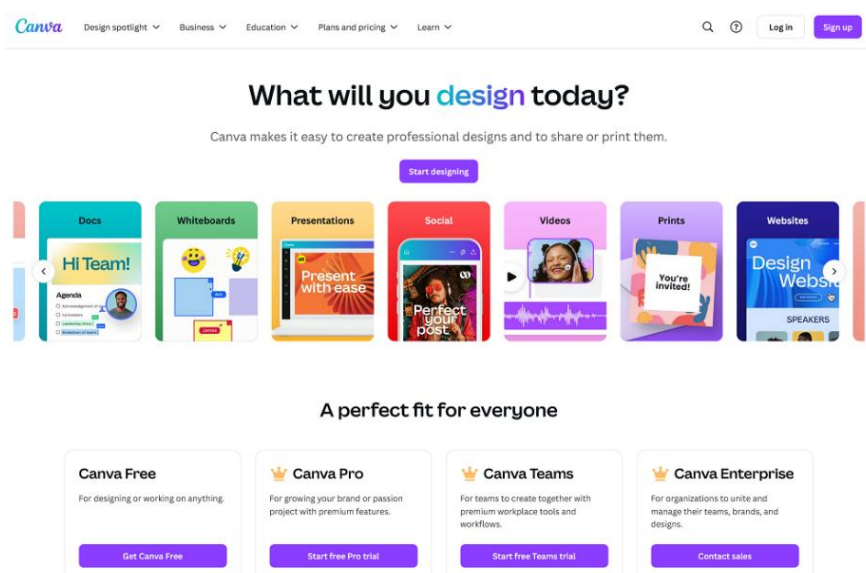 Canva
Design spotlight
Business
Education
Plans and pricing
Learn
Log in
Sign up
What will you design today?
Canva makes it easy to create professional designs and to share or print them.
Start designing
Docs
Hi Team!
Agenda
Whiteboards
Presentations
Present
with ease
Social
Perfect
your
post
Videos
Prints
You're
invited!
Websites
Design
Websit
SPEAKERS
A perfect fit for everyone
Canva Free
For designing or working on anything.
Get Canva Free
Canva Pro
For growing your brand or passion
project with premium features.
Start free Pro trial
Canva Teams
For teams to create together with
premium workplace tools and
workflows.
Start free Teams trial
Canva Enterprise
For organizations to unite and
manage their teams, brands, and
designs.
Contact sales